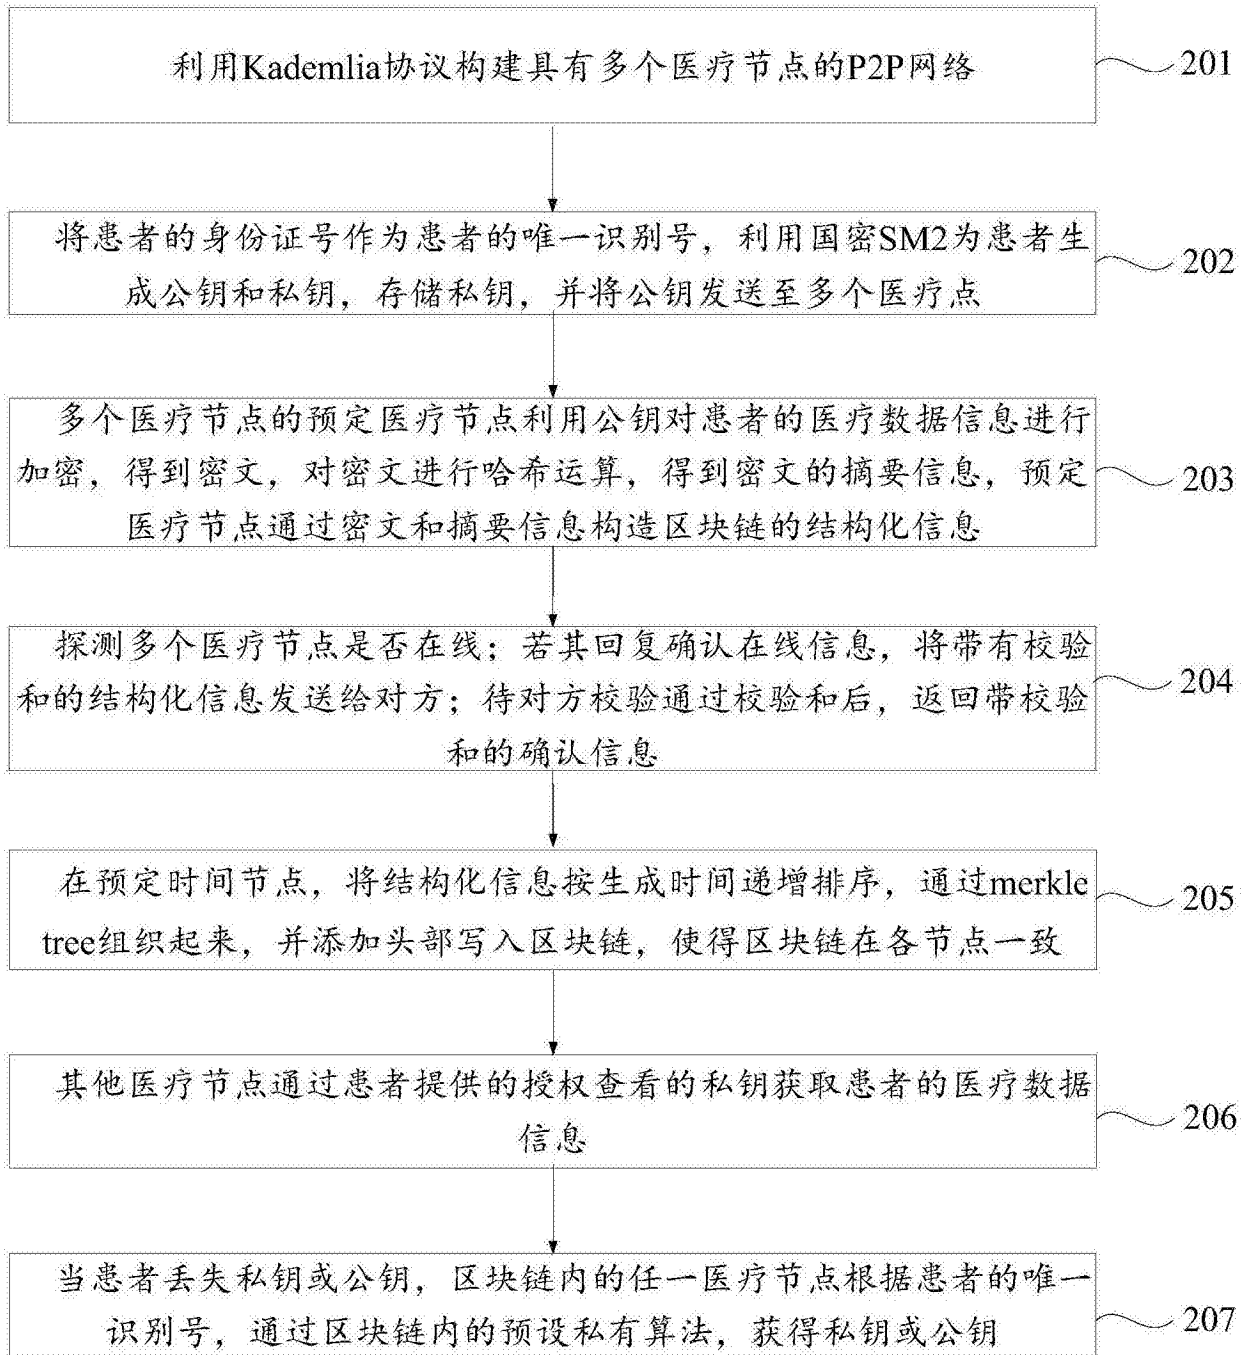 利用Kademlia协议构建具有多个医疗节点的P2P网络
201
将患者的身份证号作为患者的唯一识别号，利用国密SM2为患者生
成公钥和私钥，存储私钥，并将公钥发送至多个医疗点
202
多个医疗节点的预定医疗节点利用公钥对患者的医疗数据信息进行
加密，得到密文，对密文进行哈希运算，得到密文的摘要信息，预定
医疗节点通过密文和摘要信息构造区块链的结构化信息
203
探测多个医疗节点是否在线；若其回复确认在线信息，将带有校验
和的结构化信息发送给对方；待对方校验通过校验和后，返回带校验
和的确认信息
204
在预定时间节点，将结构化信息按生成时间递增排序，通过merkle
tree组织起来，并添加头部写入区块链，使得区块链在各节点一致
205
其他医疗节点通过患者提供的授权查看的私钥获取患者的医疗数据
信息
206
当患者丢失私钥或公钥，区块链内的任一医疗节点根据患者的唯一
识别号，通过区块链内的预设私有算法，获得私钥或公钥
207